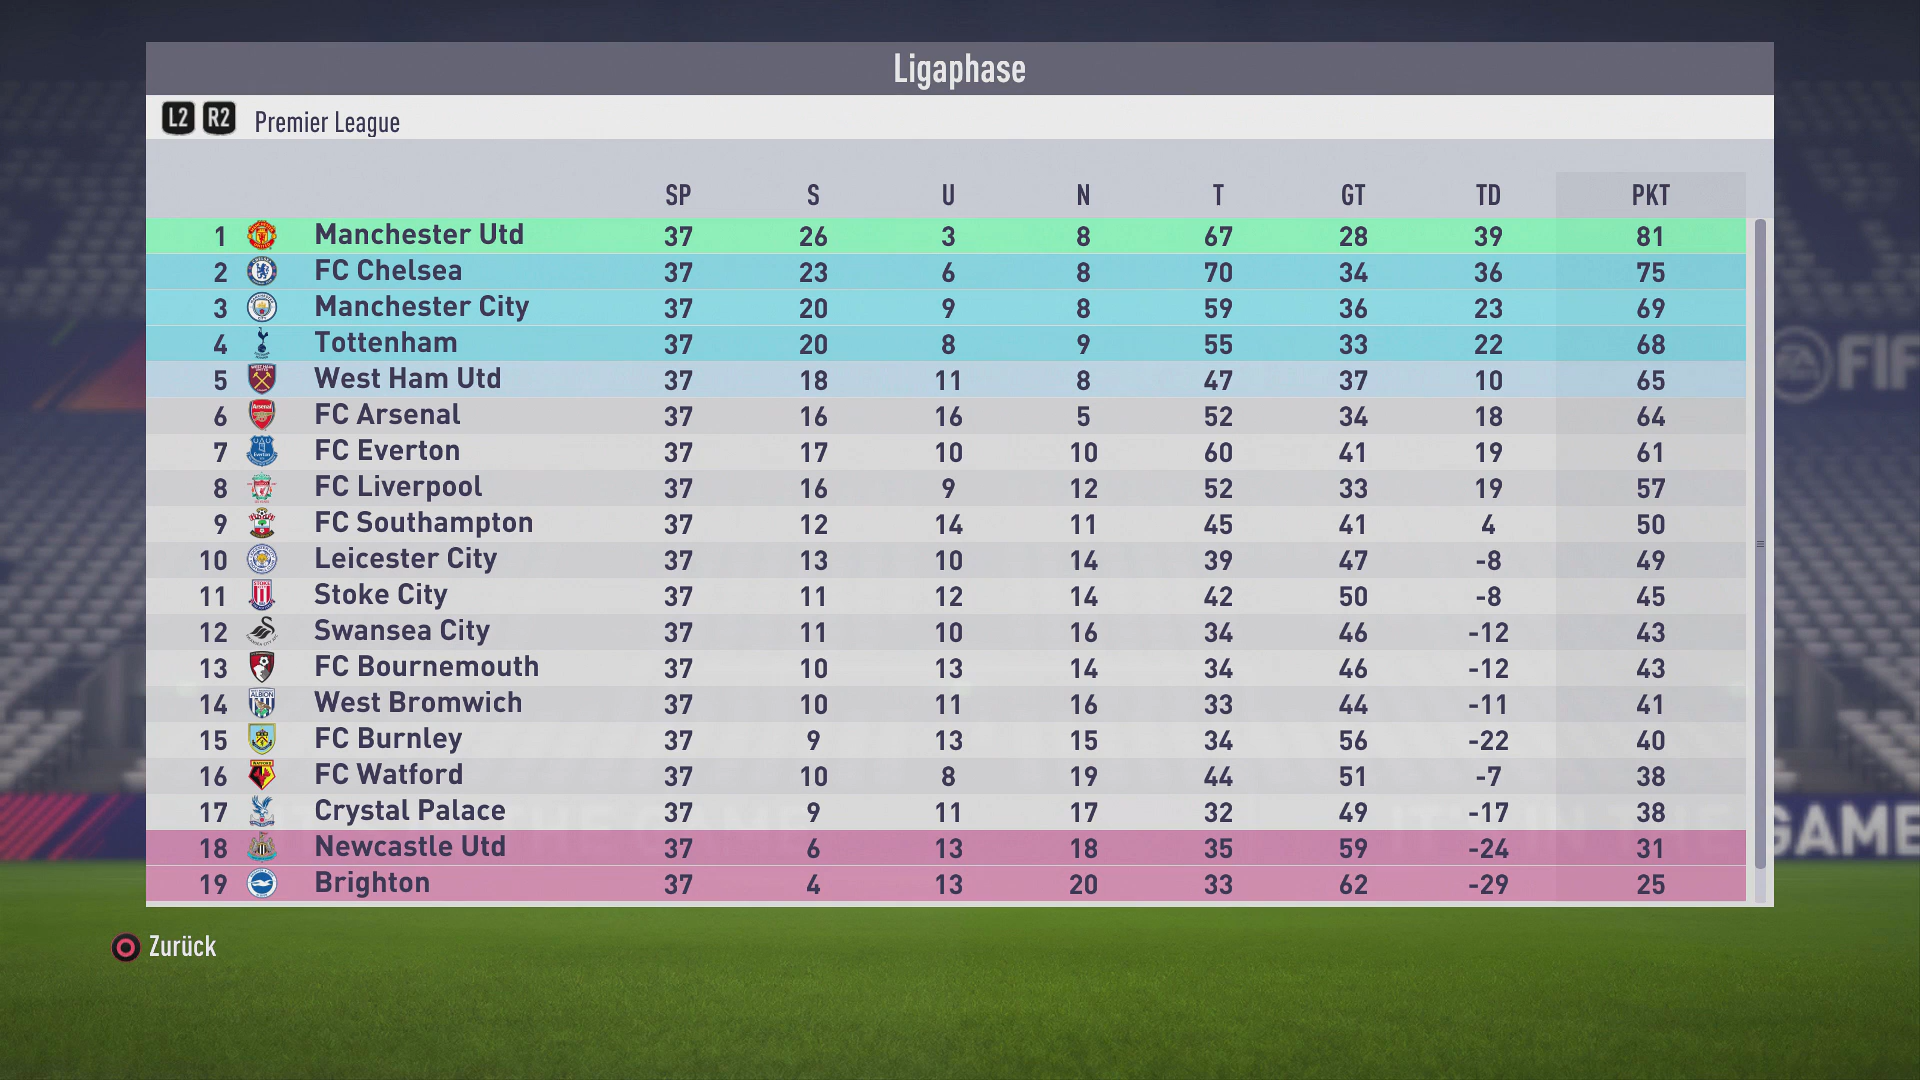 Ligaphase
L2 R2 Premier League
SP S U N T GT TD PKT
1 Manchester Utd 37 26 3 8 67 28 39 81
2 FC Chelsea 37 23 6 8 70 34 36 75
3 Manchester City 37 20 9 8 59 36 23 69
4 Tottenham 37 20 8 9 55 33 22 68
5 West Ham Utd 37 18 11 8 47 37 10 65
6 FC Arsenal 37 16 16 5 52 34 18 64
7 FC Everton 37 17 10 10 60 41 19 61
8 FC Liverpool 37 16 9 12 52 33 19 57
9 FC Southampton 37 12 14 11 45 41 4 50
10 Leicester City 37 13 10 14 39 47 -8 49
11 Stoke City 37 11 12 14 42 50 -8 45
12 Swansea City 37 11 10 16 34 46 -12 43
13 FC Bournemouth 37 10 13 14 34 46 -12 43
14 West Bromwich 37 10 11 16 33 44 -11 41
15 FC Burnley 37 9 13 15 34 56 -22 40
16 FC Watford 37 10 8 19 44 51 -7 38
17 Crystal Palace 37 9 11 17 32 49 -17 38
18 Newcastle Utd 37 6 13 18 35 59 -24 31
19 Brighton 37 4 13 20 33 62 -29 25
Zurück
EA FIF
GAME